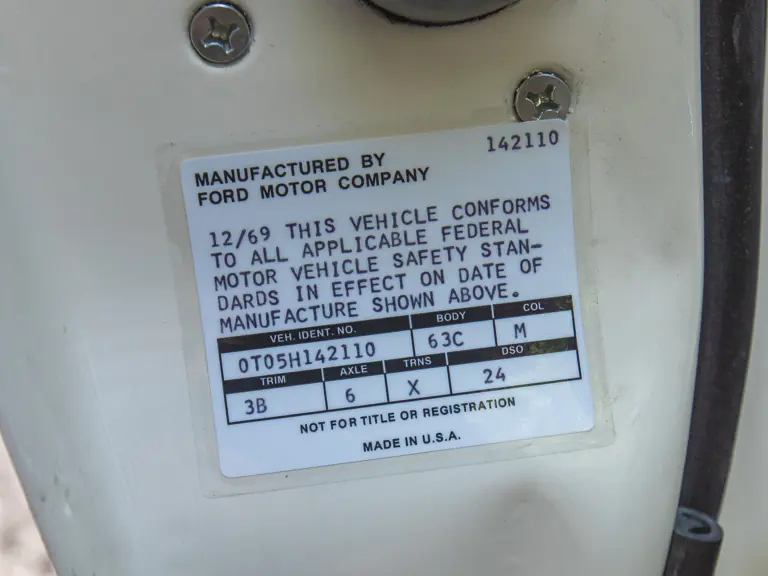 142110
MANUFACTURED BY
FORD MOTOR COMPANY
12/69 THIS VEHICLE CONFORMS
TO ALL APPLICABLE FEDERAL
MOTOR VEHICLE SAFETY STAN-
DARDS IN EFFECT ON DATE OF
MANUFACTURE SHOWN ABOVE.
VEH. IDENT. NO. BODY COL
0T05H142110 63C M
TRIM AXLE TRNS DSO
3B 6 X 24
NOT FOR TITLE OR REGISTRATION
MADE IN U.S.A.